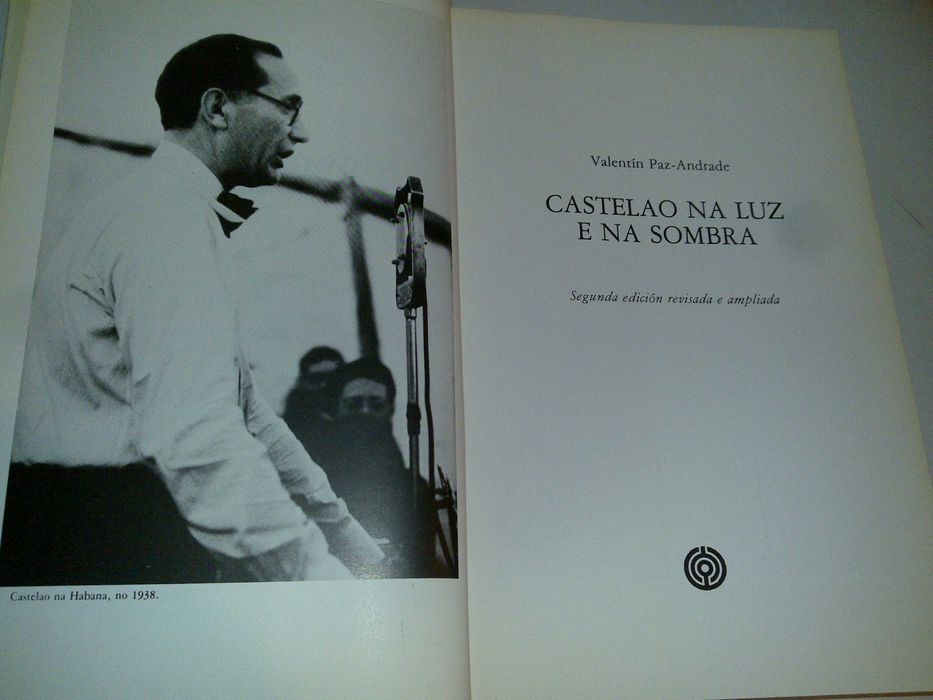 Castelao na Habana, no 1938.
Valentín Paz-Andrade
CASTELAO NA LUZ
E NA SOMBRA
Segunda edición revisada e ampliada